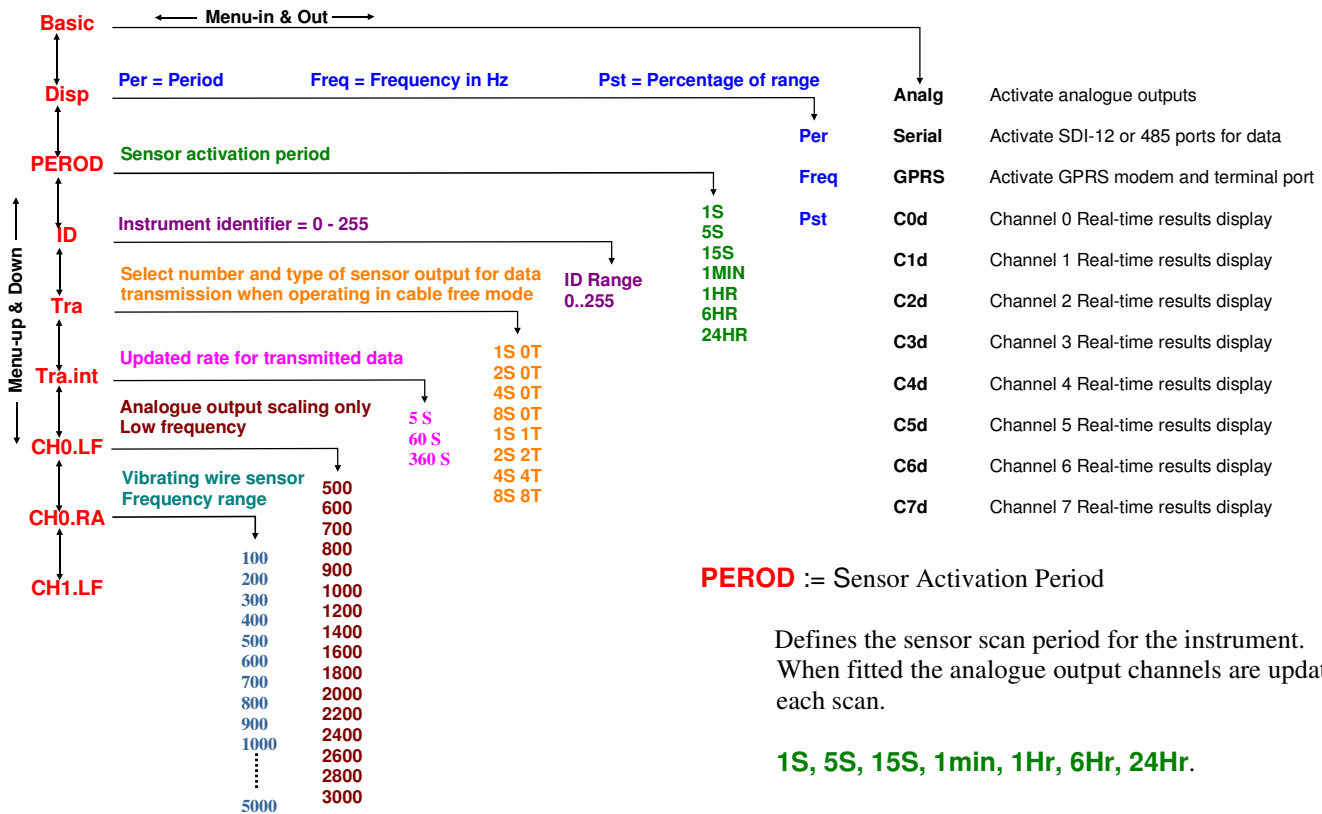 Basic
Menu-in & Out
Disp
Per = Period Freq = Frequency in Hz Pst = Percentage of range
PEROD
Sensor activation period
ID
Instrument identifier = 0 - 255
Tra
Select number and type of sensor output for data
transmission when operating in cable free mode
Tra.int
Updated rate for transmitted data
CH0.LF
Analogue output scaling only
Low frequency
CH0.RA
Vibrating wire sensor
Frequency range
CH1.LF
Menu-up & Down
100
200
300
400
500
600
700
800
900
1000
5000
500
600
700
800
900
1000
1200
1400
1600
1800
2000
2200
2400
2600
2800
3000
5 S
60 S
360 S
1S 0T
2S 0T
4S 0T
8S 0T
1S 1T
2S 2T
4S 4T
8S 8T
ID Range
0..255
1S
5S
15S
1MIN
1HR
6HR
24HR
Per
Freq
Pst
Analg Activate analogue outputs
Serial Activate SDI-12 or 485 ports for data
GPRS Activate GPRS modem and terminal port
C0d Channel 0 Real-time results display
C1d Channel 1 Real-time results display
C2d Channel 2 Real-time results display
C3d Channel 3 Real-time results display
C4d Channel 4 Real-time results display
C5d Channel 5 Real-time results display
C6d Channel 6 Real-time results display
C7d Channel 7 Real-time results display
PEROD := Sensor Activation Period
Defines the sensor scan period for the instrument.
When fitted the analogue output channels are updat
each scan.
1S, 5S, 15S, 1min, 1Hr, 6Hr, 24Hr.